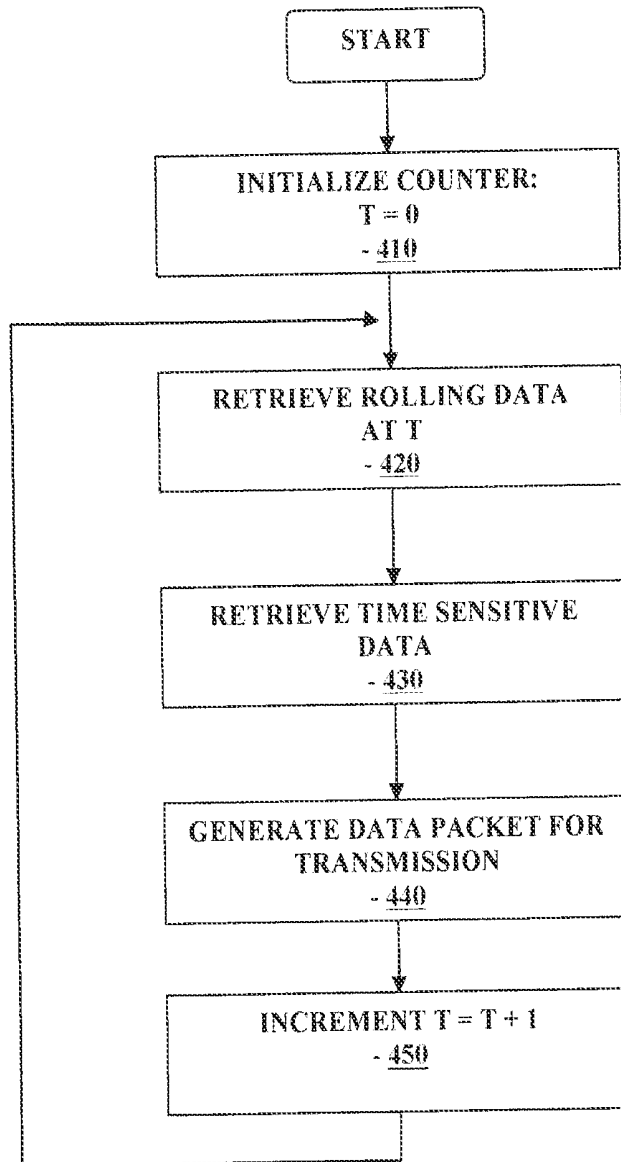 START
INITIALIZE COUNTER:
T = 0
- 410
RETRIEVE ROLLING DATA
AT T
- 420
RETRIEVE TIME SENSITIVE
DATA
- 430
GENERATE DATA PACKET FOR
TRANSMISSION
- 440
INCREMENT T = T + 1
- 450